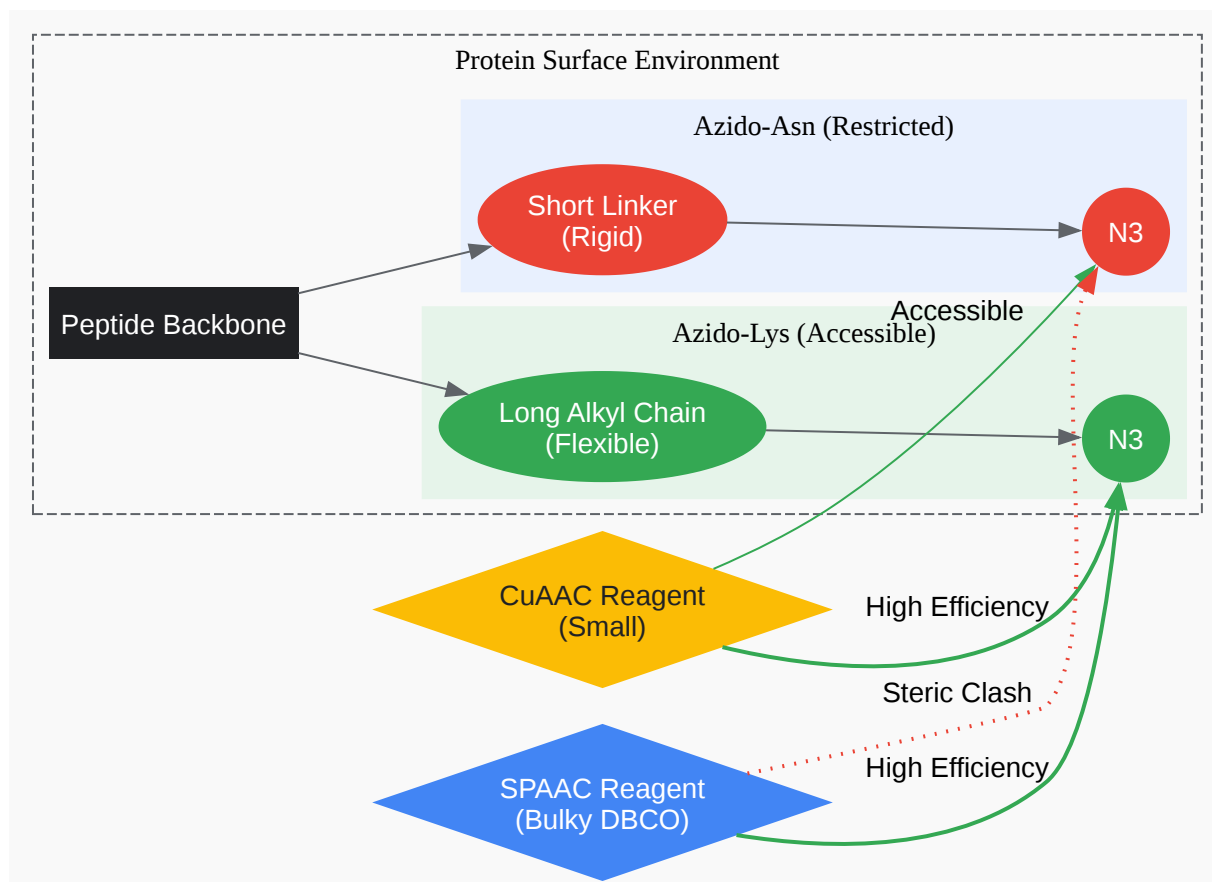 Protein Surface Environment
Azido-Asn (Restricted)
Short Linker
(Rigid)
N3
Peptide Backbone
Accessible
Azido-Lys (Accessible)
Long Alkyl Chain
(Flexible)
N3
CuAAC Reagent
(Small)
High Efficiency
Steric Clash
High Efficiency
SPAAC Reagent
(Bulky DBCO)